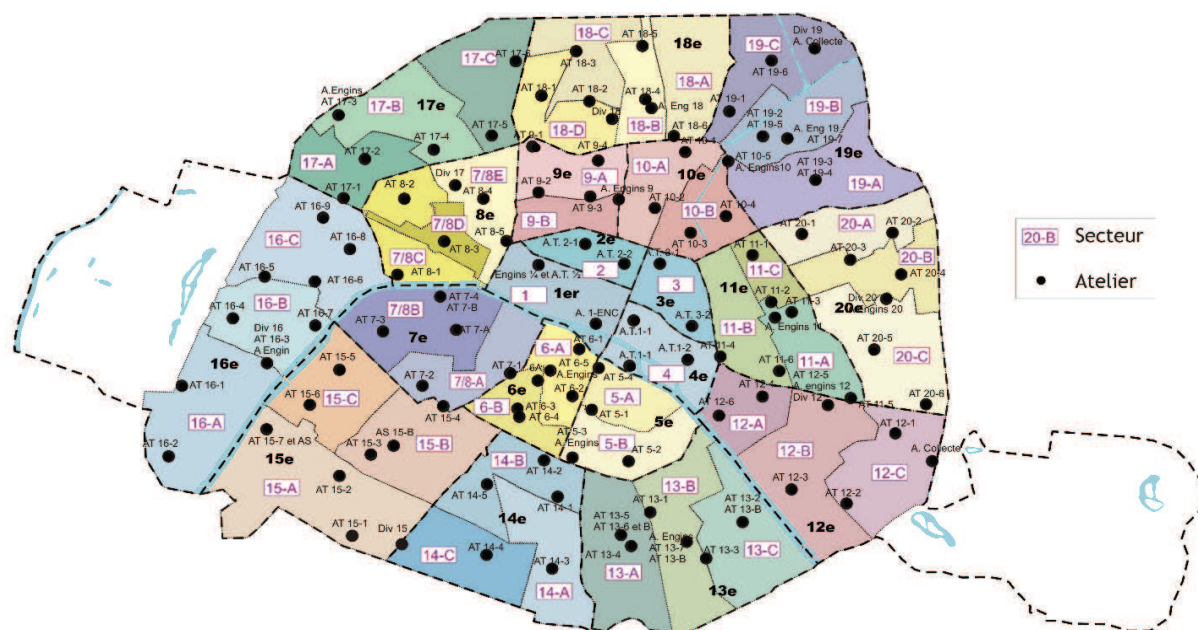 17-C
AT 17-6
18-C
AT 18-3
AT 18-5
18e
18-A
19-C
Div 19
A. Collecte
AT 19-6
A.Engins
AT 17-3
17-B
17e
AT 18-1
AT 18-2
Div 18
AT 18-4
A. Eng 18
18-B
18-D
AT 18-6
AT 19-1
19-B
AT 19-2
AT 19-5
A. Eng 19
AT 19-7
19e
AT 17-5
AT 17-4
AT 17-2
17-A
AT 17-1
AT 9-1
AT 9-4
9e
9-A
AT 9-2
AT 9-3
A. Engins 9
9-B
10-A
AT 10-1
10e
AT 10-2
AT 10-5
A. Engins10
AT 10-4
10-B
AT 10-3
AT 19-3
AT 19-4
19-A
Div 17
7/8E
AT 8-4
AT 8-2
8e
7/8D
AT 8-3
AT 8-5
7/8C
AT 8-1
AT 16-9
16-C
AT 16-8
AT 16-5
AT 16-6
16-B
AT 16-4
AT 16-7
Div 16
AT 16-3
A Engin
16e
AT 16-1
16-A
AT 16-2
2e
A.T. 2-1
A.T. 2-2
2
Engins ¾ et A.T. ½
1
1er
A. 1-ENC
A.T. 3-1
3
3e
A.T. 3-2
A.T.1-1
A.T.1-1
A.T.1-2
4
4e
AT 11-1
11-C
11e
AT 11-2
AT 11-3
A. Engins 11
11-B
AT 11-4
AT 11-6
11-A
AT 11-5
AT 20-1
20-A
AT 20-2
AT 20-3
20-B
AT 20-4
Div 20
A. Engins 20
20e
AT 20-5
20-C
AT 20-6
7/8B
AT 7-4
AT 7-B
AT 7-3
7e
AT 7-A
AT 7-2
7/8-A
AT 7-1
6-A
AT 6-1
AT 6-5
A.Engins
6e
AT 6-2
6-B
AT 6-3
AT 6-4
AT 5-4
5-A
AT 5-1
5e
AT 5-3
A. Engins
5-B
AT 5-2
AT 15-5
AT 15-6
15-C
AT 15-4
AS 15-B
AT 15-3
15-B
AT 15-7 et AS
15e
15-A
AT 15-2
AT 15-1
Div 15
14-B
AT 14-2
AT 14-5
AT 14-1
14e
AT 14-4
14-C
AT 14-3
14-A
13-B
AT 13-1
AT 13-5
AT 13-6 et B
AT 13-4
13-A
A. Engins
AT 13-7
AT 13-B
AT 13-2
AT 13-B
AT 13-3
13-C
13e
AT 12-5
A. engins 12
Div 12
AT 12-4
AT 12-6
12-A
12-B
AT 12-1
A. Collecte
12-C
AT 12-3
AT 12-2
12e
20-B Secteur
Atelier